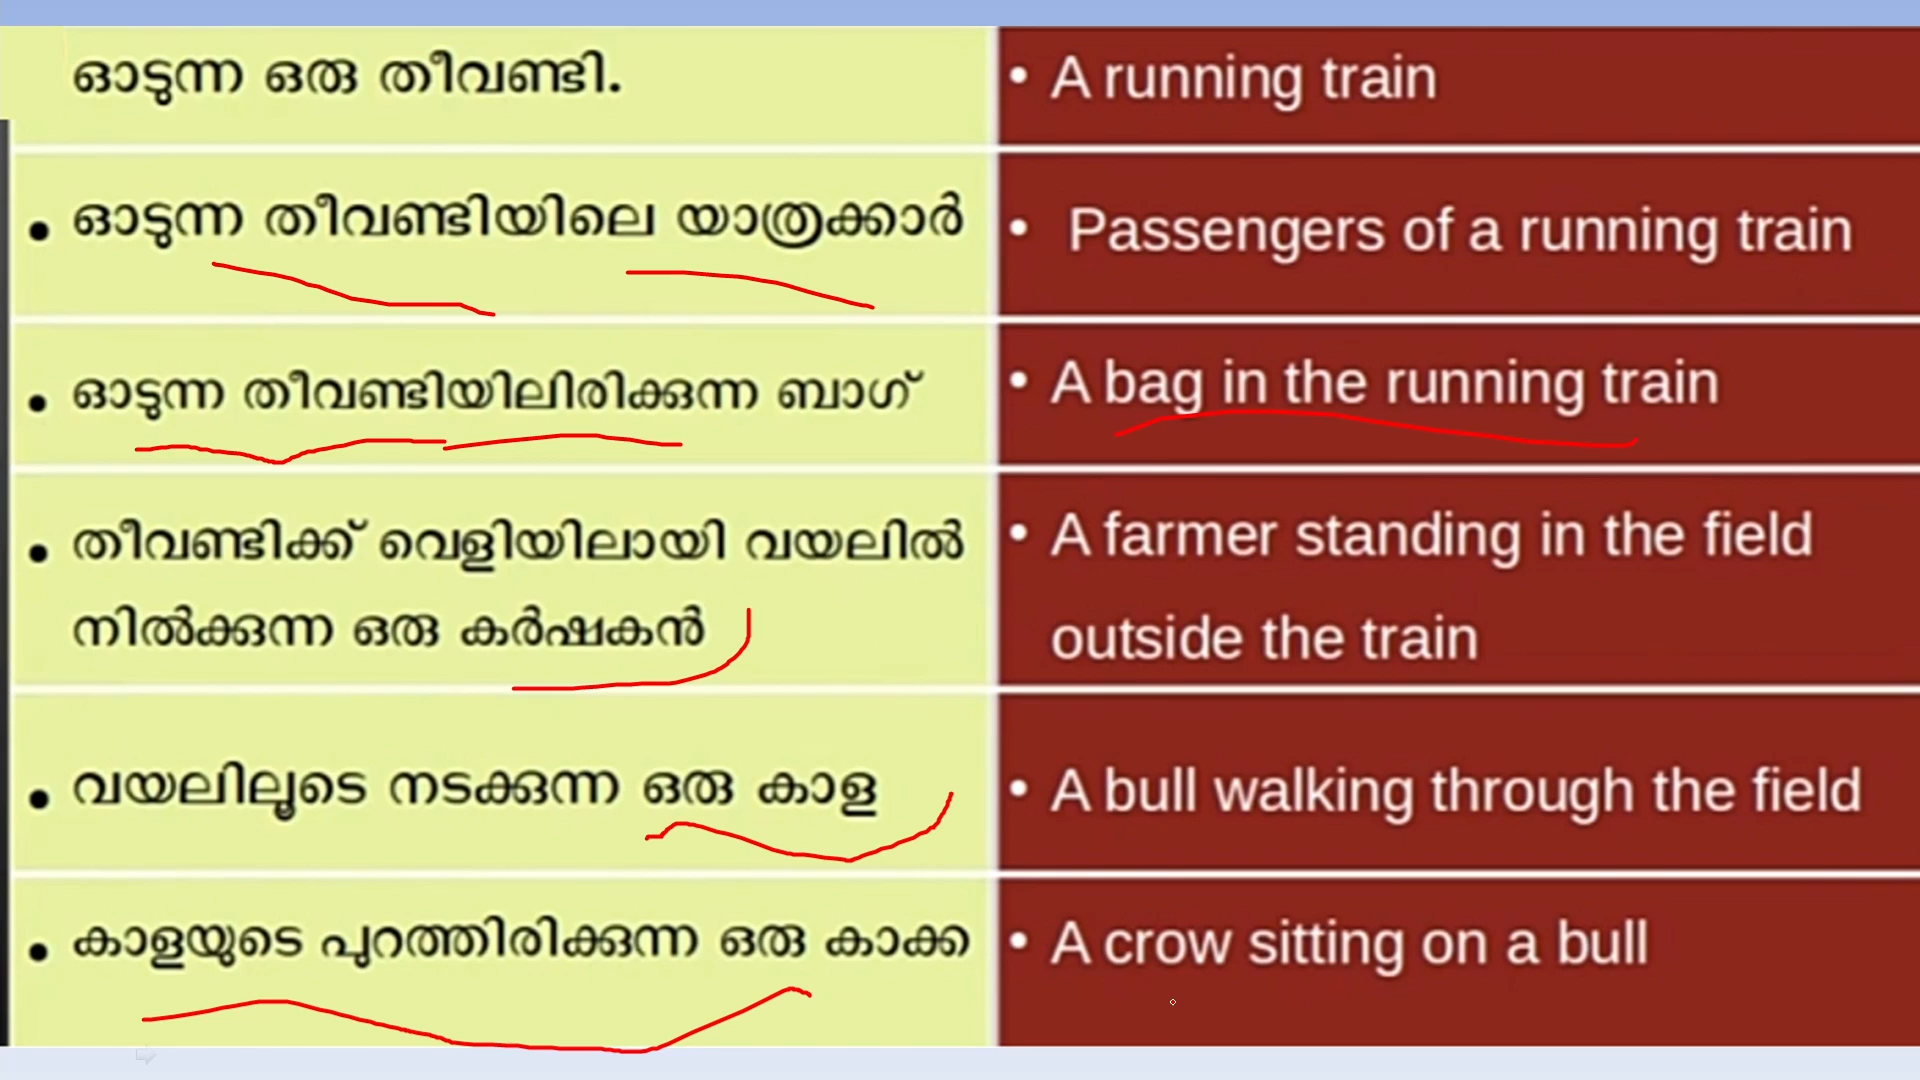 ഓടുന്ന ഒരു തീവണ്ടി.
• A running train
• ഓടുന്ന തീവണ്ടിയിലെ യാത്രക്കാർ
• Passengers of a running train
• ഓടുന്ന തീവണ്ടിയിലിരിക്കുന്ന ബാഗ്
• A bag in the running train
• തീവണ്ടിക്ക് വെളിയിലായി വയലിൽ
നിൽക്കുന്ന ഒരു കർഷകൻ
• A farmer standing in the field
outside the train
• വയലിലൂടെ നടക്കുന്ന ഒരു കാള
• A bull walking through the field
• കാളയുടെ പുറത്തിരിക്കുന്ന ഒരു കാക്ക
• A crow sitting on a bull